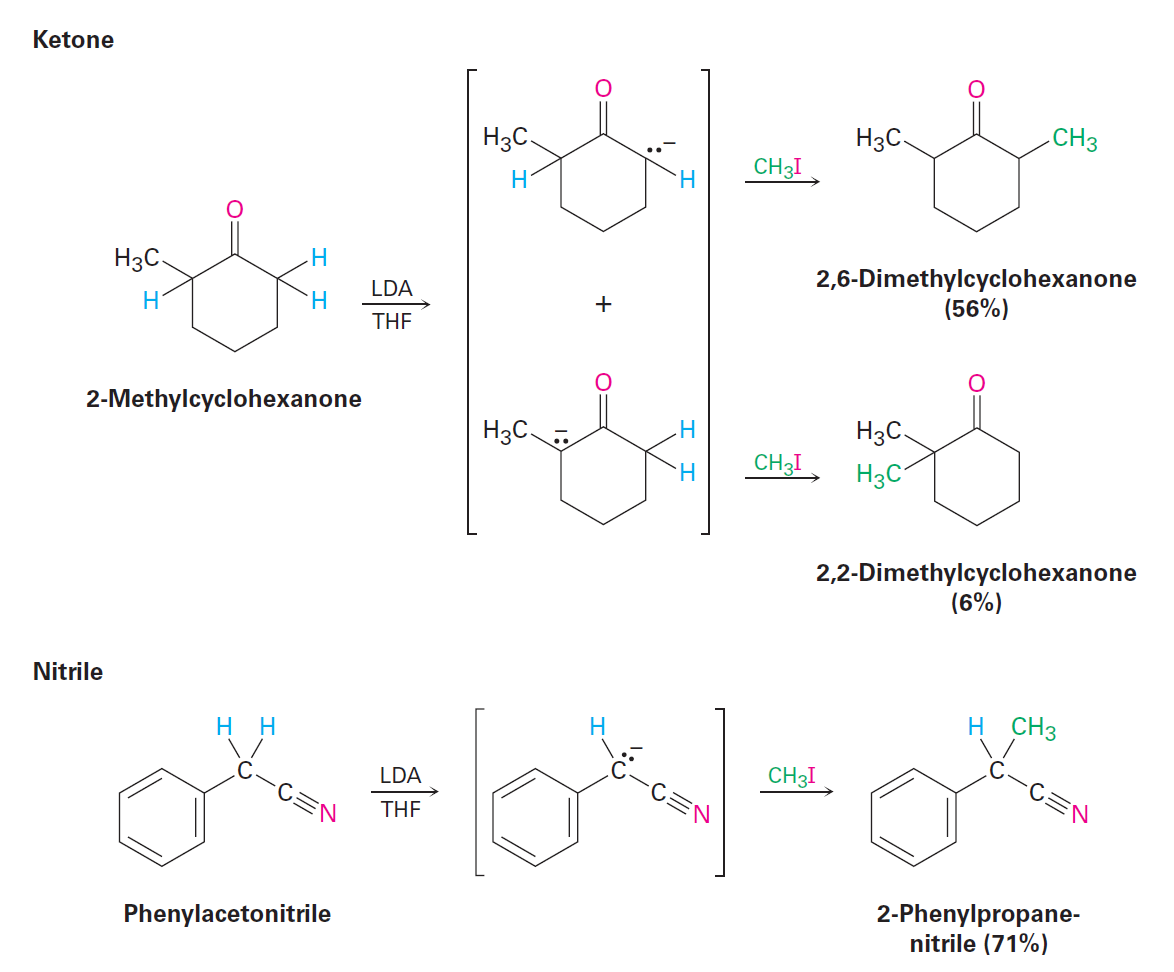 Ketone
O
H3C
H
H
H
2-Methylcyclohexanone
LDA
THF
O
H3C
H
••−
H
+
O
H3C
−
••
H
H
CH3I
CH3I
O
H3C
CH3
2,6-Dimethylcyclohexanone
(56%)
O
H3C
H3C
2,2-Dimethylcyclohexanone
(6%)
Nitrile
H H
C
C
N
Phenylacetonitrile
LDA
THF
H
••−
C
C
N
CH3I
H CH3
C
C
N
2-Phenylpropane-
nitrile (71%)